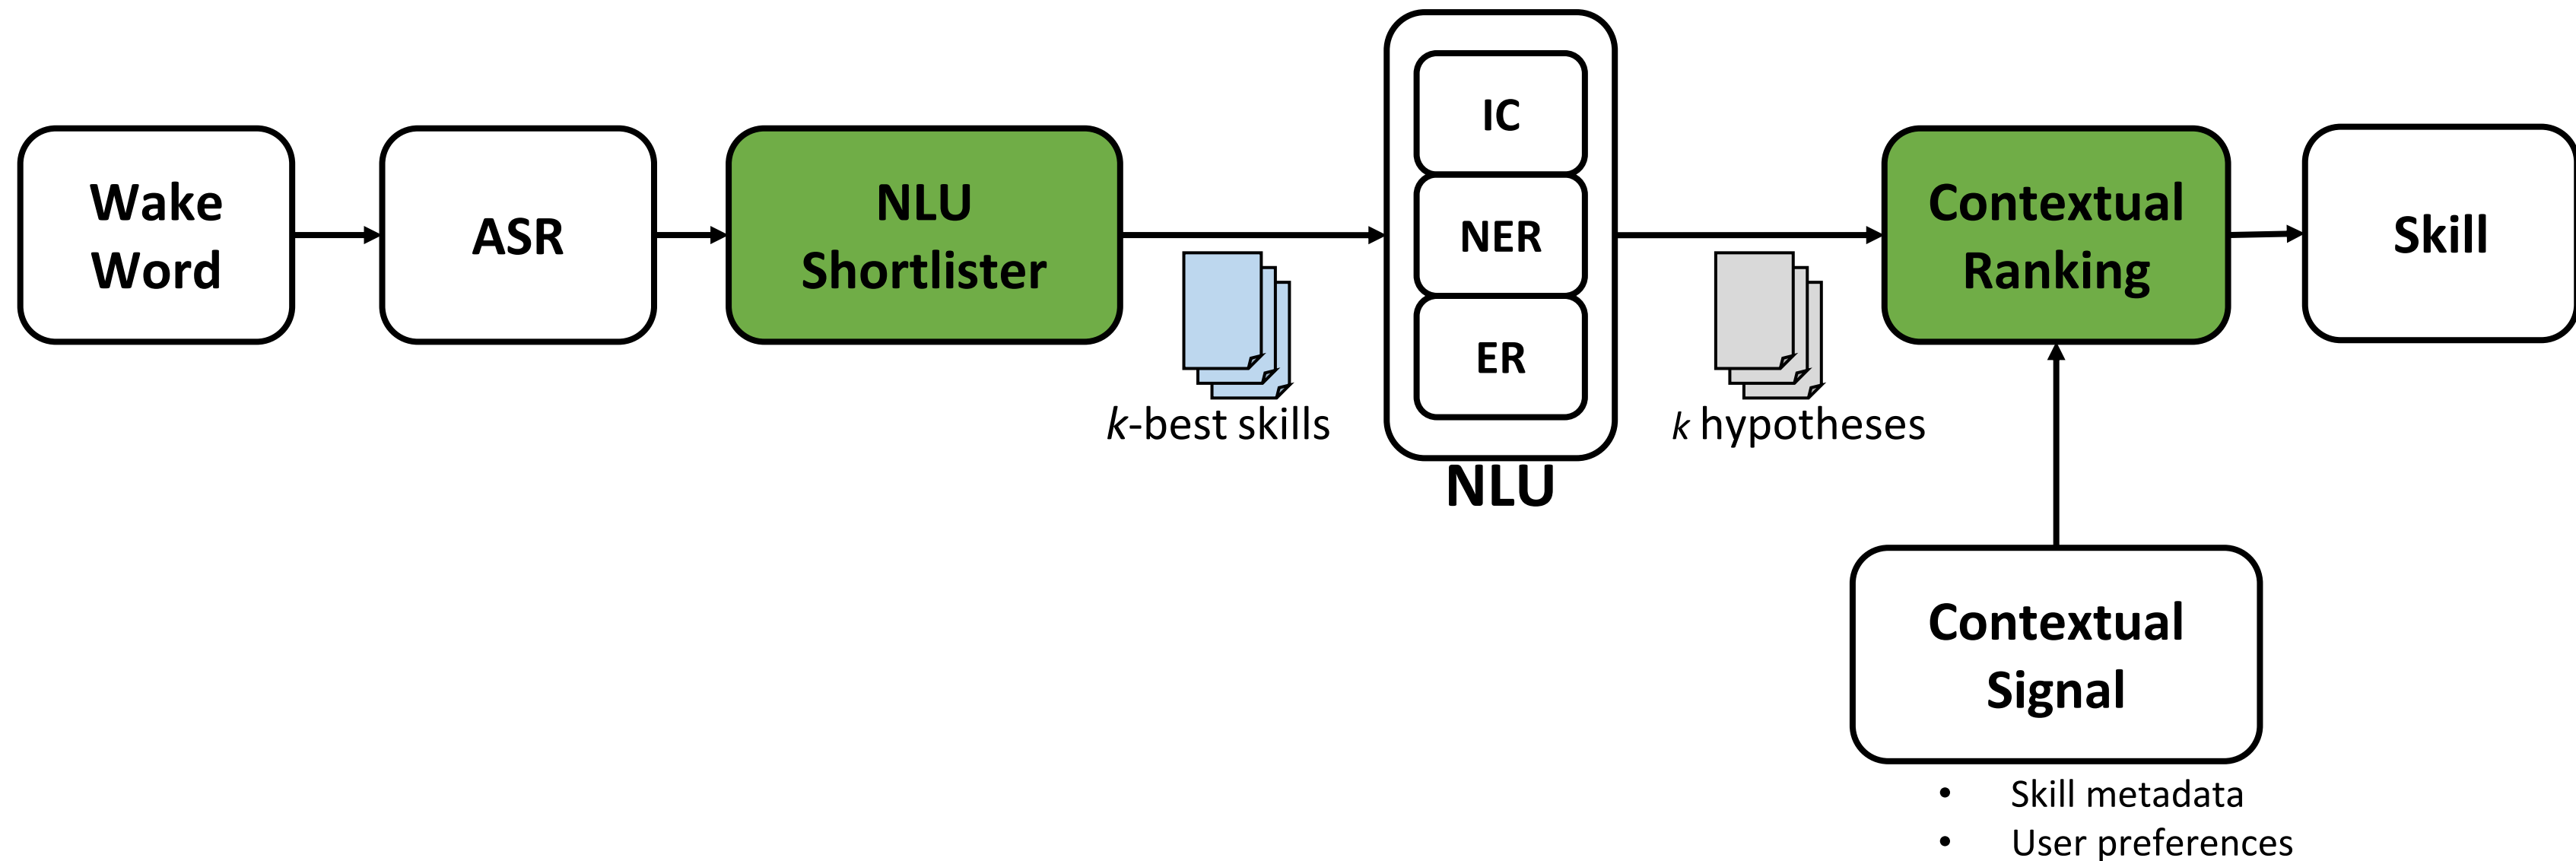 Wake
Word
ASR
NLU
Shortlister
k-best skills
IC
NER
ER
NLU
k hypotheses
Contextual
Ranking
Skill
Contextual
Signal
• Skill metadata
• User preferences